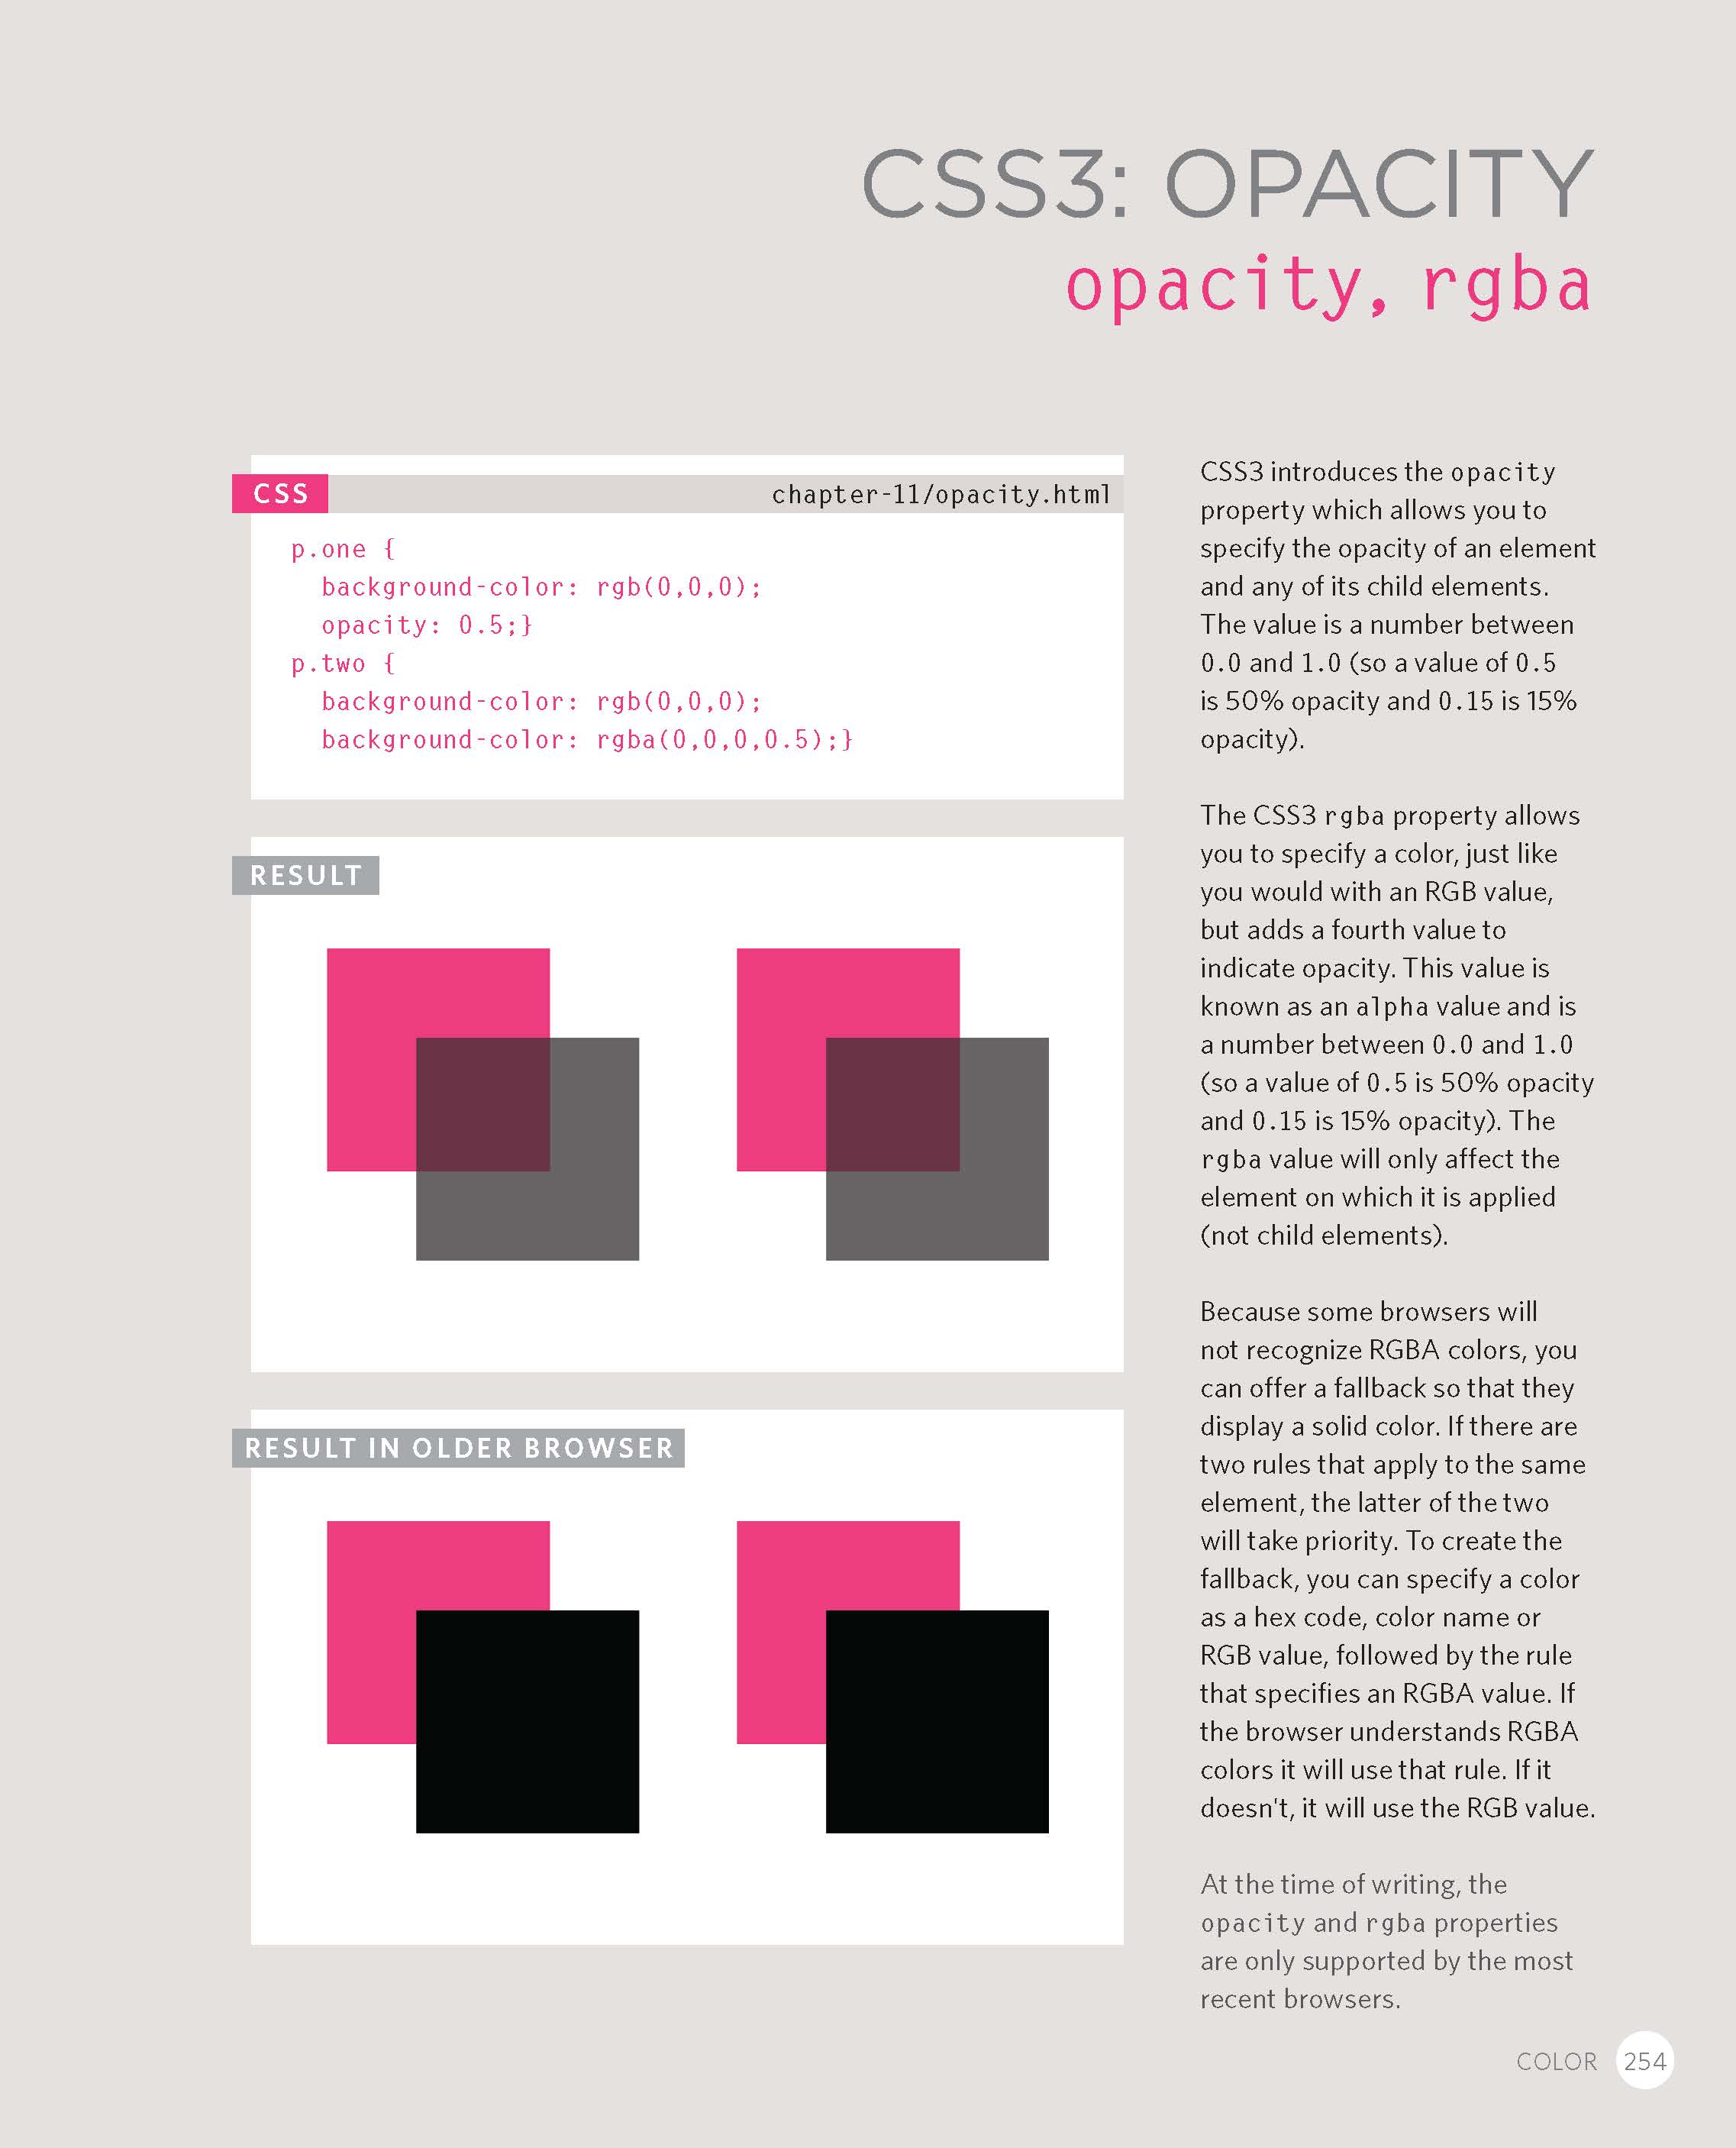 CSS3: OPACITY
opacity, rgba
CSS
chapter-11/opacity.html
p.one {
  background-color: rgb(0,0,0);
  opacity: 0.5;}
p.two {
  background-color: rgb(0,0,0);
  background-color: rgba(0,0,0,0.5);}
RESULT
RESULT IN OLDER BROWSER
CSS3 introduces the opacity
property which allows you to
specify the opacity of an element
and any of its child elements.
The value is a number between
0.0 and 1.0 (so a value of 0.5
is 50% opacity and 0.15 is 15%
opacity).
The CSS3 rgba property allows
you to specify a color, just like
you would with an RGB value,
but adds a fourth value to
indicate opacity. This value is
known as an alpha value and is
a number between 0.0 and 1.0
(so a value of 0.5 is 50% opacity
and 0.15 is 15% opacity). The
rgba value will only affect the
element on which it is applied
(not child elements).
Because some browsers will
not recognize RGBA colors, you
can offer a fallback so that they
display a solid color. If there are
two rules that apply to the same
element, the latter of the two
will take priority. To create the
fallback, you can specify a color
as a hex code, color name or
RGB value, followed by the rule
that specifies an RGBA value. If
the browser understands RGBA
colors it will use that rule. If it
doesn't, it will use the RGB value.
At the time of writing, the
opacity and rgba properties
are only supported by the most
recent browsers.
COLOR 254